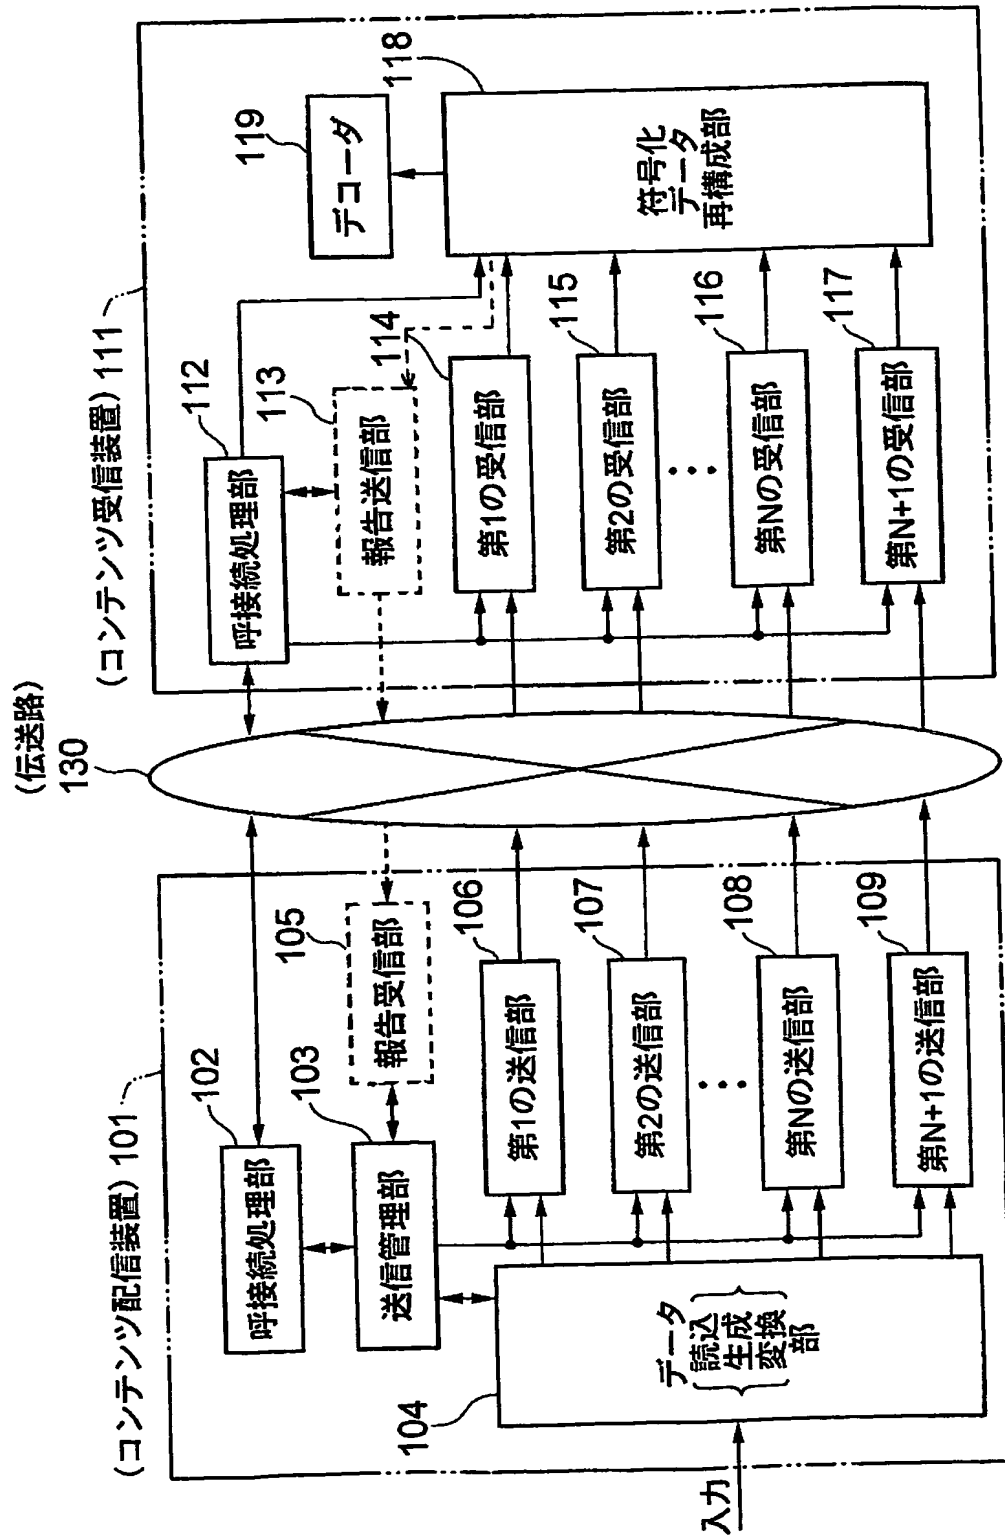 (コンテンツ配信装置) 101
102
呼接続処理部
103
送信管理部
105
報告受信部
104
データ
読込
生成
変換
部
入力
106
第1の送信部
107
第2の送信部
108
第Nの送信部
109
第N+1の送信部
(伝送路)
130
(コンテンツ受信装置) 111
112
呼接続処理部
113
報告送信部
114
第1の受信部
115
第2の受信部
116
第Nの受信部
117
第N+1の受信部
118
符号化
データ
再構成部
119
デコーダ